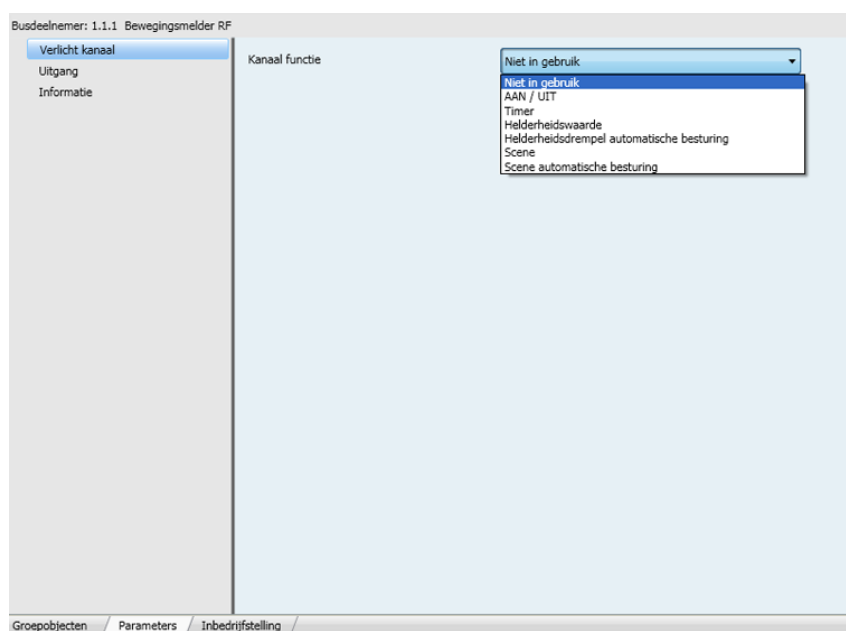 Busdeelnemer: 1.1.1 Bewegingsmelder RF
Verlicht kanaal
Uitgang
Informatie
Kanaal functie
Niet in gebruik
Niet in gebruik
AAN / UIT
Timer
Helderheidswaarde
Helderheidsdrempel automatische besturing
Scene
Scene automatische besturing
Groepobjecten / Parameters / Inbedrijfstelling /